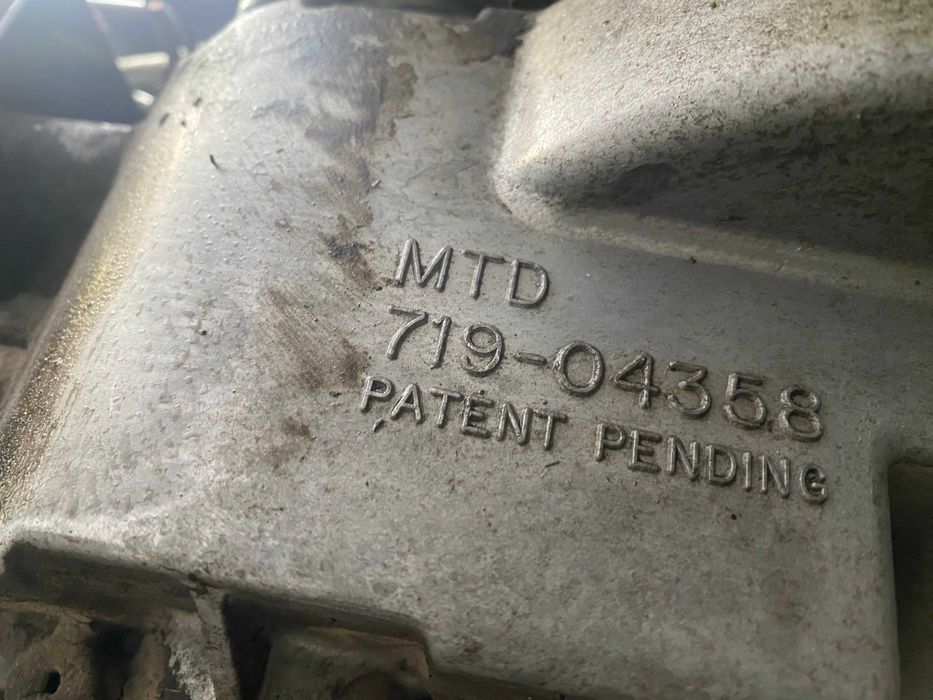 MTD
719-04358
PATENT PENDING